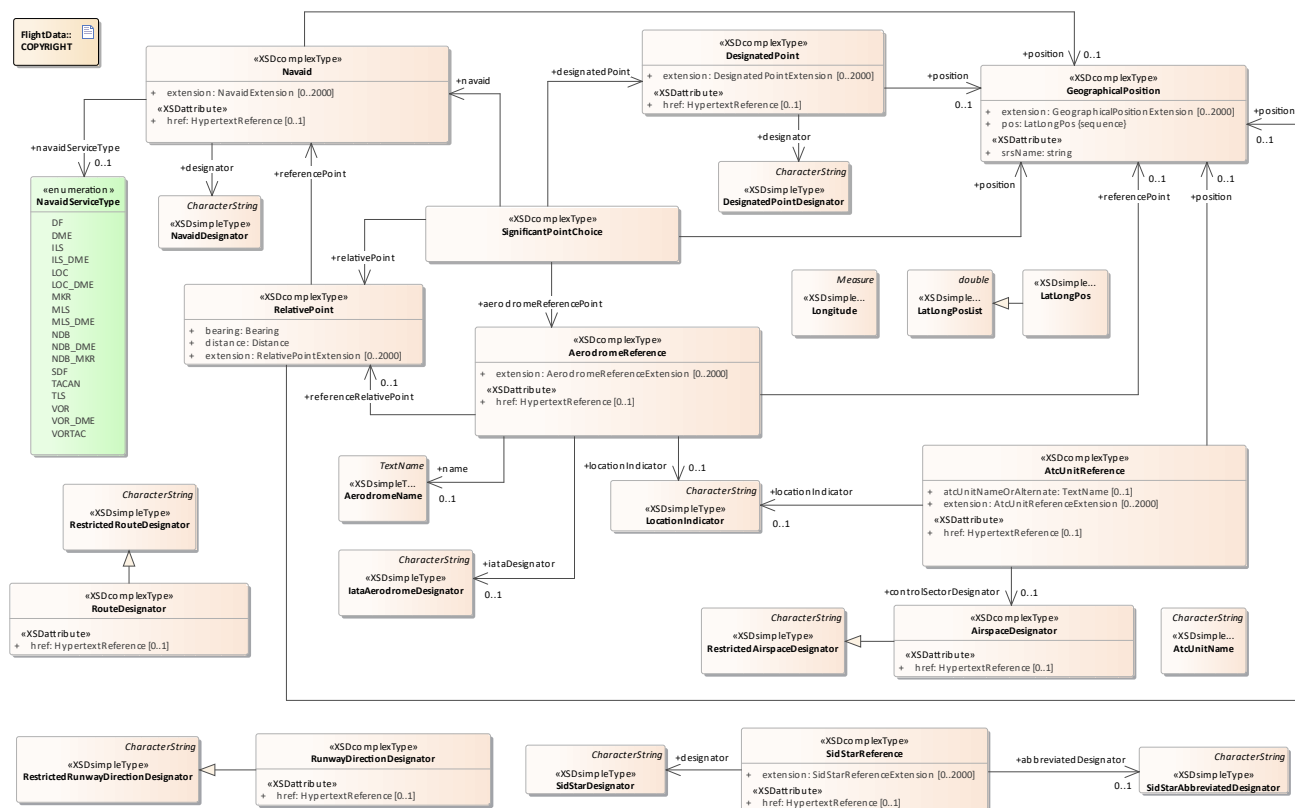 FlightData::
COPYRIGHT
«XSDcomplexType»
Navaid
+ extension: NavaidExtension [0..2000]
«XSDattribute»
+ href: HypertextReference [0..1]
+navaidServiceType
0..1
«enumeration »
NavaidServiceType
DF
DME
ILS
ILS_DME
LOC
LOC_DME
MKR
MLS
MLS_DME
NDB
NDB_DME
NDB_MKR
SDF
TACAN
TLS
VOR
VOR_DME
VORTAC
+designator
CharacterString
«XSDsimpleType»
NavaidDesignator
+referencePoint
+navaid
+designatedPoint
«XSDcomplexType»
DesignatedPoint
+ extension: DesignatedPointExtension [0..2000]
«XSDattribute»
+ href: HypertextReference [0..1]
+designator
CharacterString
«XSDsimpleType»
DesignatedPointDesignator
+position
0..1
+position
0..1
«XSDcomplexType»
GeographicalPosition
+ extension: GeographicalPositionExtension [0..2000]
+ pos: LatLongPos {sequence}
«XSDattribute»
+ srsName: string
+position
0..1
+position
0..1
+referencePoint
0..1
+position
«XSDcomplexType»
SignificantPointChoice
+relativePoint
+aerodromeReferencePoint
«XSDcomplexType»
RelativePoint
+ bearing: Bearing
+ distance: Distance
+ extension: RelativePointExtension [0..2000]
0..1
+referenceRelativePoint
«XSDcomplexType»
AerodromeReference
+ extension: AerodromeReferenceExtension [0..2000]
«XSDattribute»
+ href: HypertextReference [0..1]
Measure
«XSDsimple...
Longitude
double
«XSDsimple...
LatLongPosList
«XSDsimple...
LatLongPos
+name
0..1
TextName
«XSDsimpleT...
AerodromeName
+iataDesignator
0..1
CharacterString
«XSDsimpleType»
IataAerodromeDesignator
+locationIndicator
0..1
CharacterString
«XSDsimpleType»
LocationIndicator
+locationIndicator
0..1
«XSDcomplexType»
AtcUnitReference
+ atcUnitNameOrAlternate: TextName [0..1]
+ extension: AtcUnitReferenceExtension [0..2000]
«XSDattribute»
+ href: HypertextReference [0..1]
+controlSectorDesignator
0..1
CharacterString
«XSDsimpleType»
RestrictedRouteDesignator
«XSDcomplexType»
RouteDesignator
«XSDattribute»
+ href: HypertextReference [0..1]
CharacterString
«XSDsimpleType»
RestrictedAirspaceDesignator
«XSDcomplexType»
AirspaceDesignator
«XSDattribute»
+ href: HypertextReference [0..1]
CharacterString
«XSDsimple...
AtcUnitName
CharacterString
«XSDsimpleType»
RestrictedRunwayDirectionDesignator
«XSDcomplexType»
RunwayDirectionDesignator
«XSDattribute»
+ href: HypertextReference [0..1]
CharacterString
«XSDsimpleType»
SidStarDesignator
+designator
«XSDcomplexType»
SidStarReference
+ extension: SidStarReferenceExtension [0..2000]
«XSDattribute»
+ href: HypertextReference [0..1]
+abbreviatedDesignator
0..1
CharacterString
«XSDsimpleType»
SidStarAbbreviatedDesignator